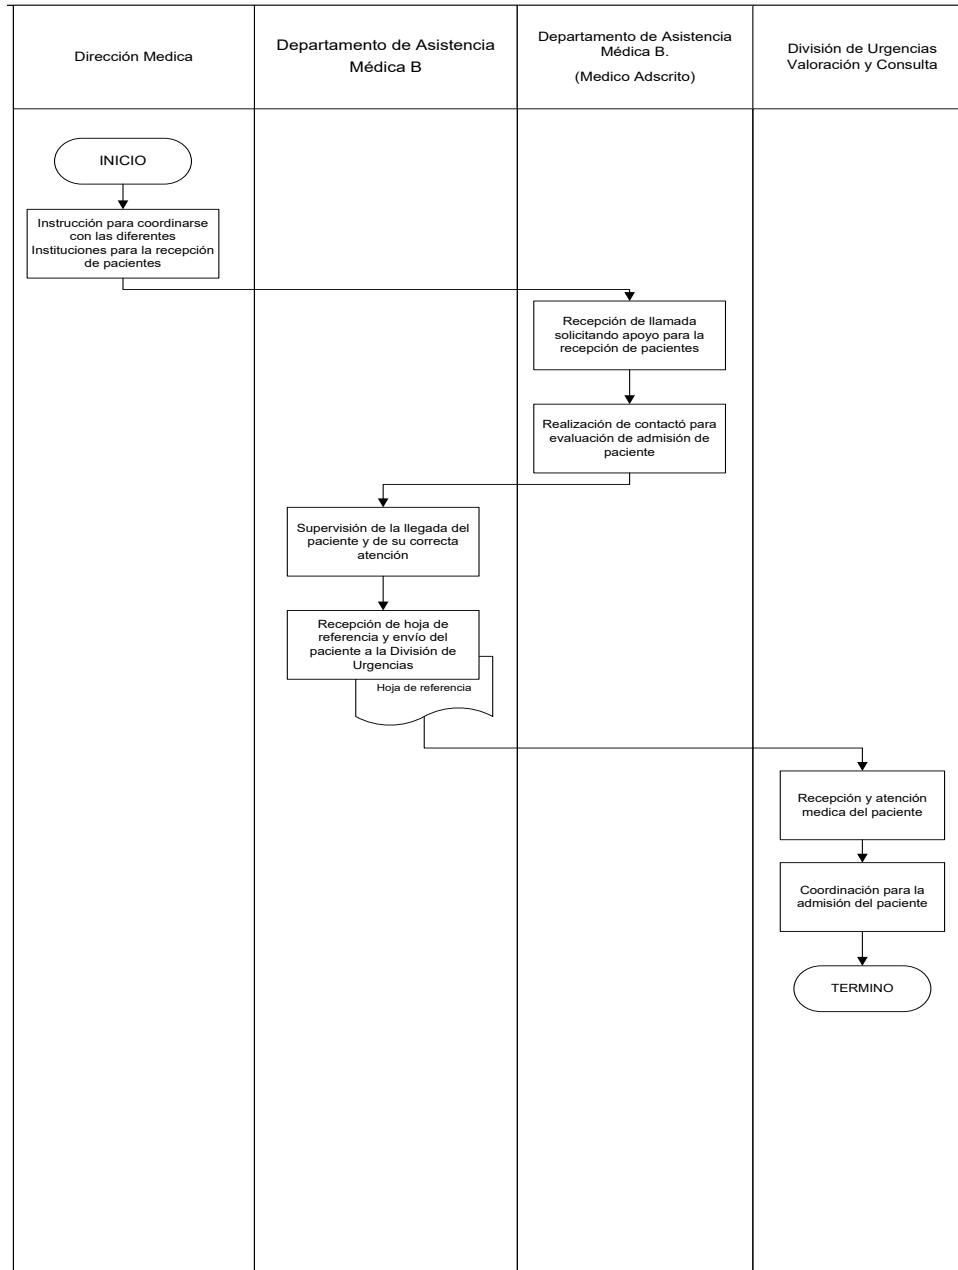 Dirección Medica
Departamento de Asistencia
Médica B
Departamento de Asistencia
Médica B.
(Medico Adscrito)
División de Urgencias
Valoración y Consulta
INICIO
Instrucción para coordinarse
con las diferentes
Instituciones para la recepción
de pacientes
Recepción de llamada
solicitando apoyo para la
recepción de pacientes
Realización de contactó para
evaluación de admisión de
paciente
Supervisión de la llegada del
paciente y de su correcta
atención
Recepción de hoja de
referencia y envío del
paciente a la División de
Urgencias
Hoja de referencia
Recepción y atención
medica del paciente
Coordinación para la
admisión del paciente
TERMINO